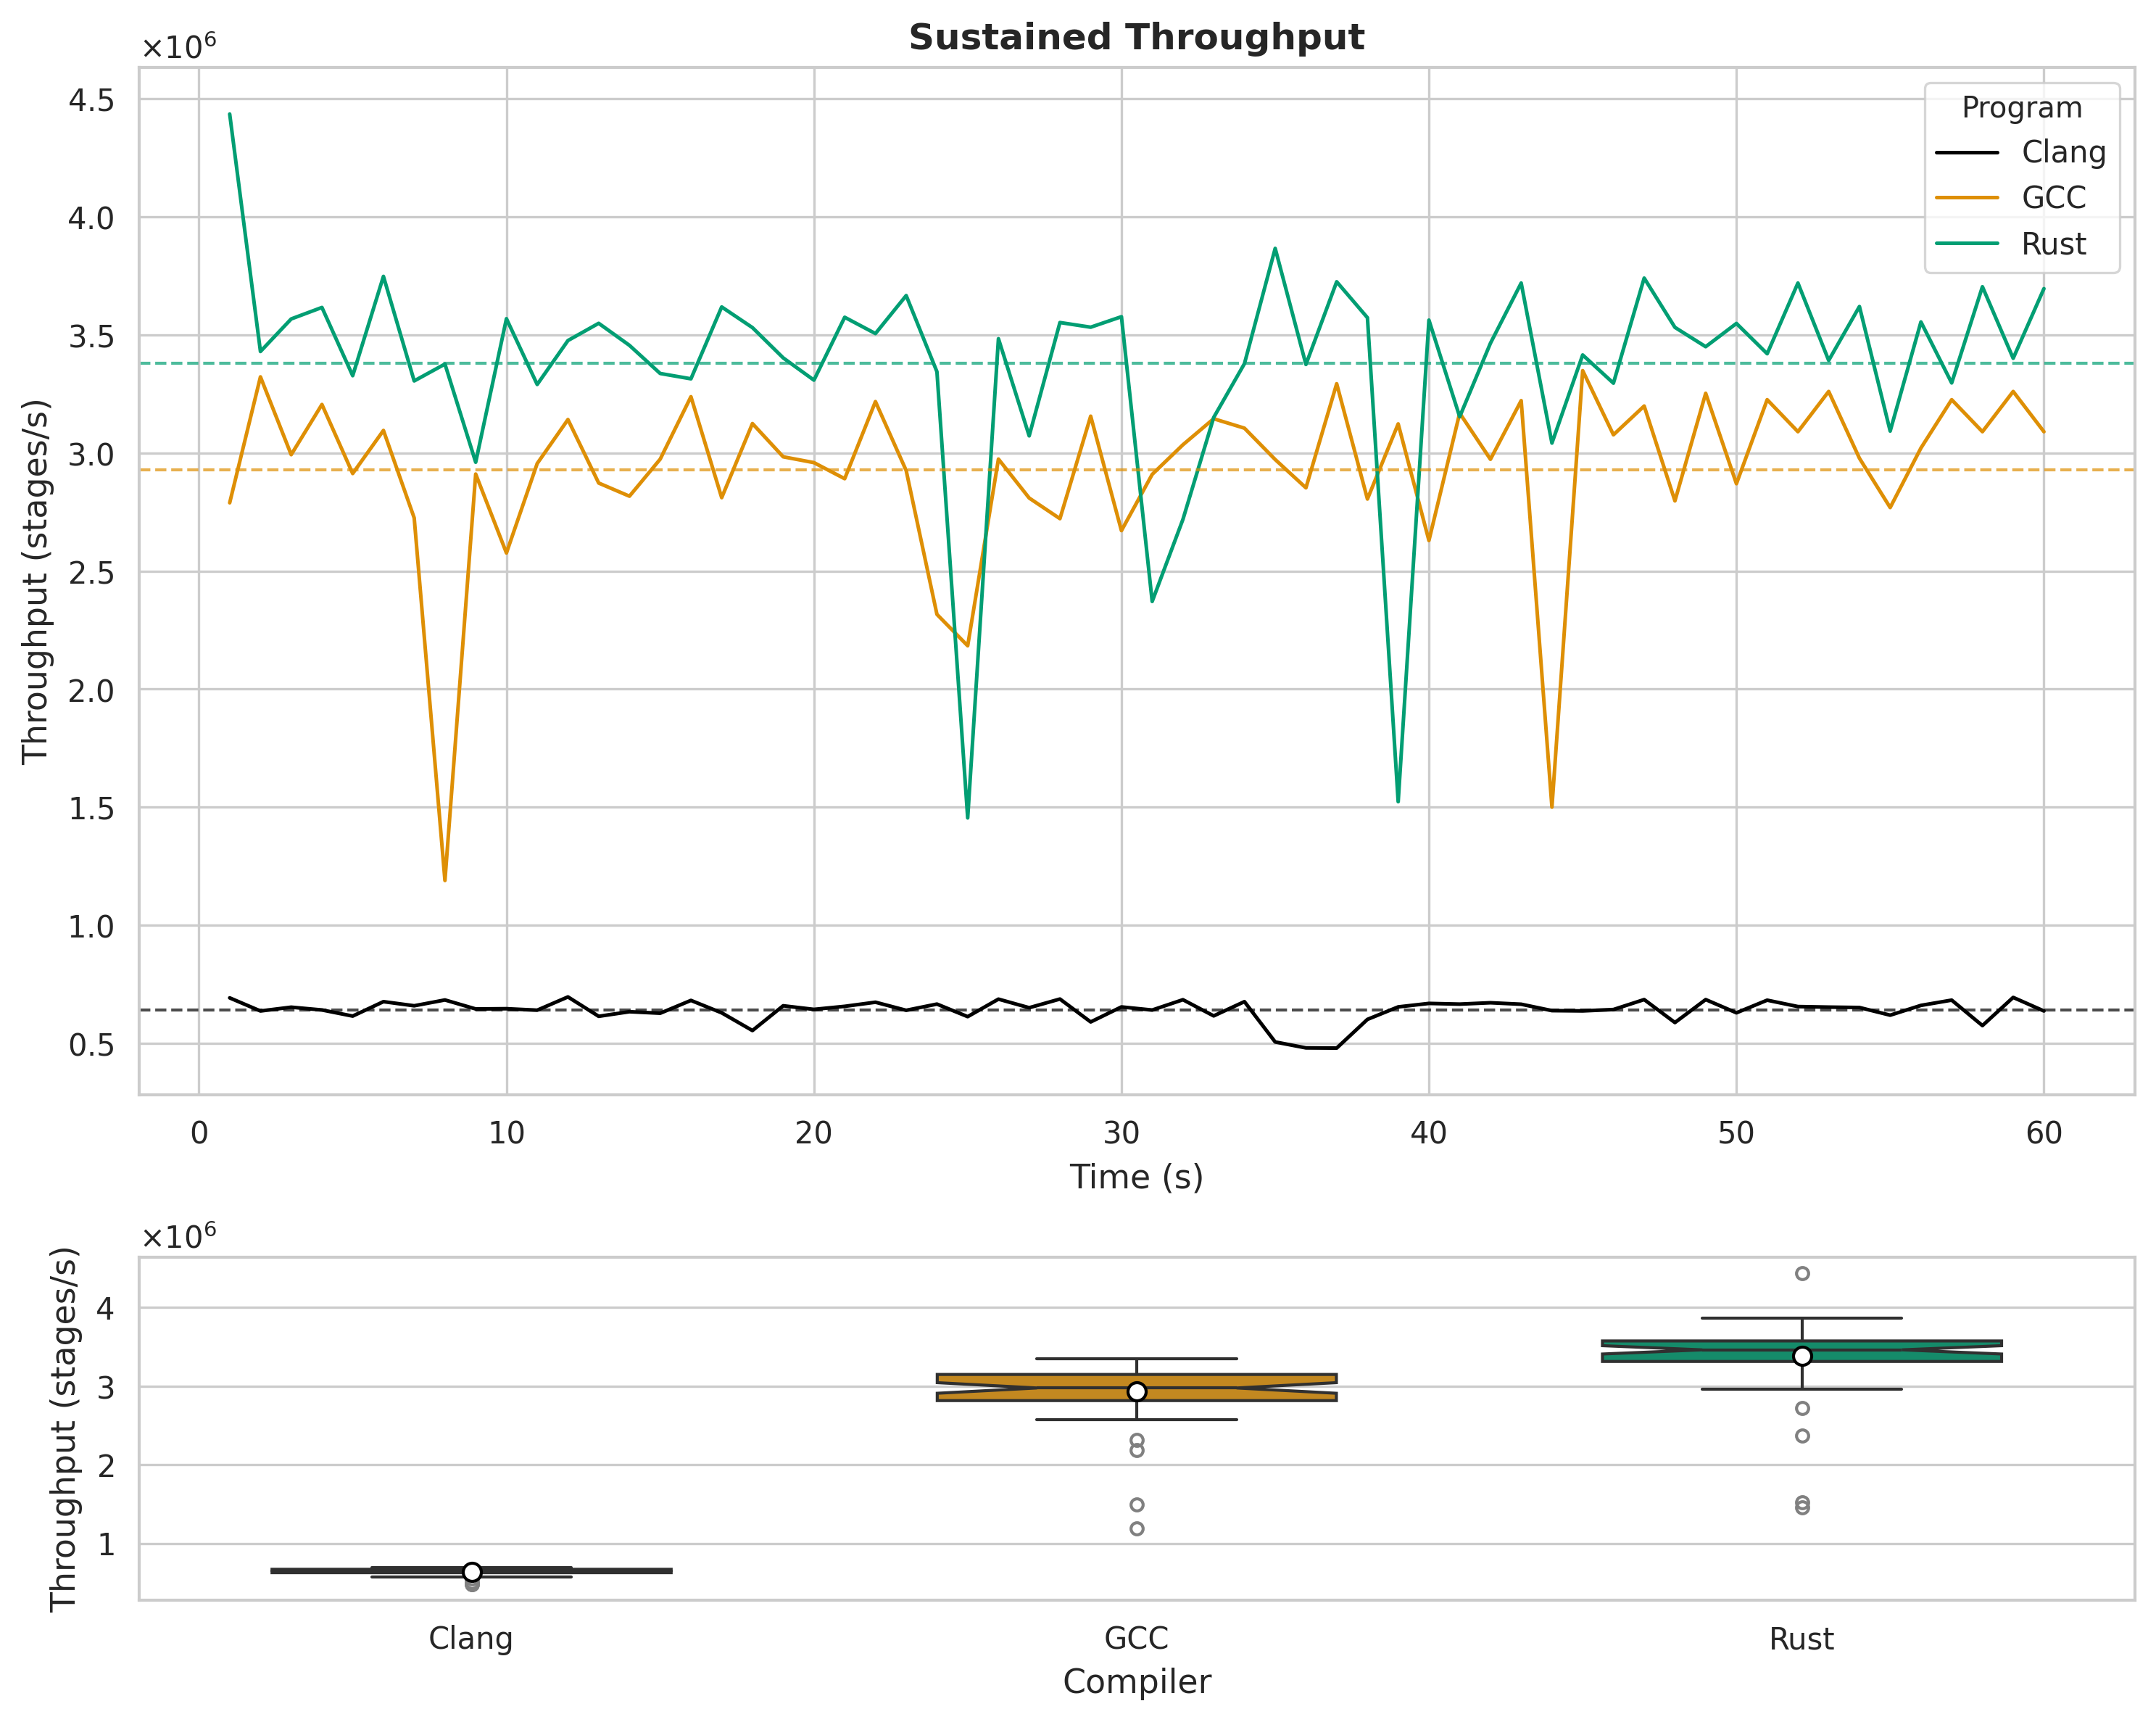 Sustained Throughput
×10⁶
4.5
4.0
3.5
3.0
2.5
2.0
1.5
1.0
0.5
Throughput (stages/s)
Program
Clang
GCC
Rust
0 10 20 30 40 50 60
Time (s)
×10⁶
4
3
2
1
Throughput (stages/s)
Clang GCC Rust
Compiler